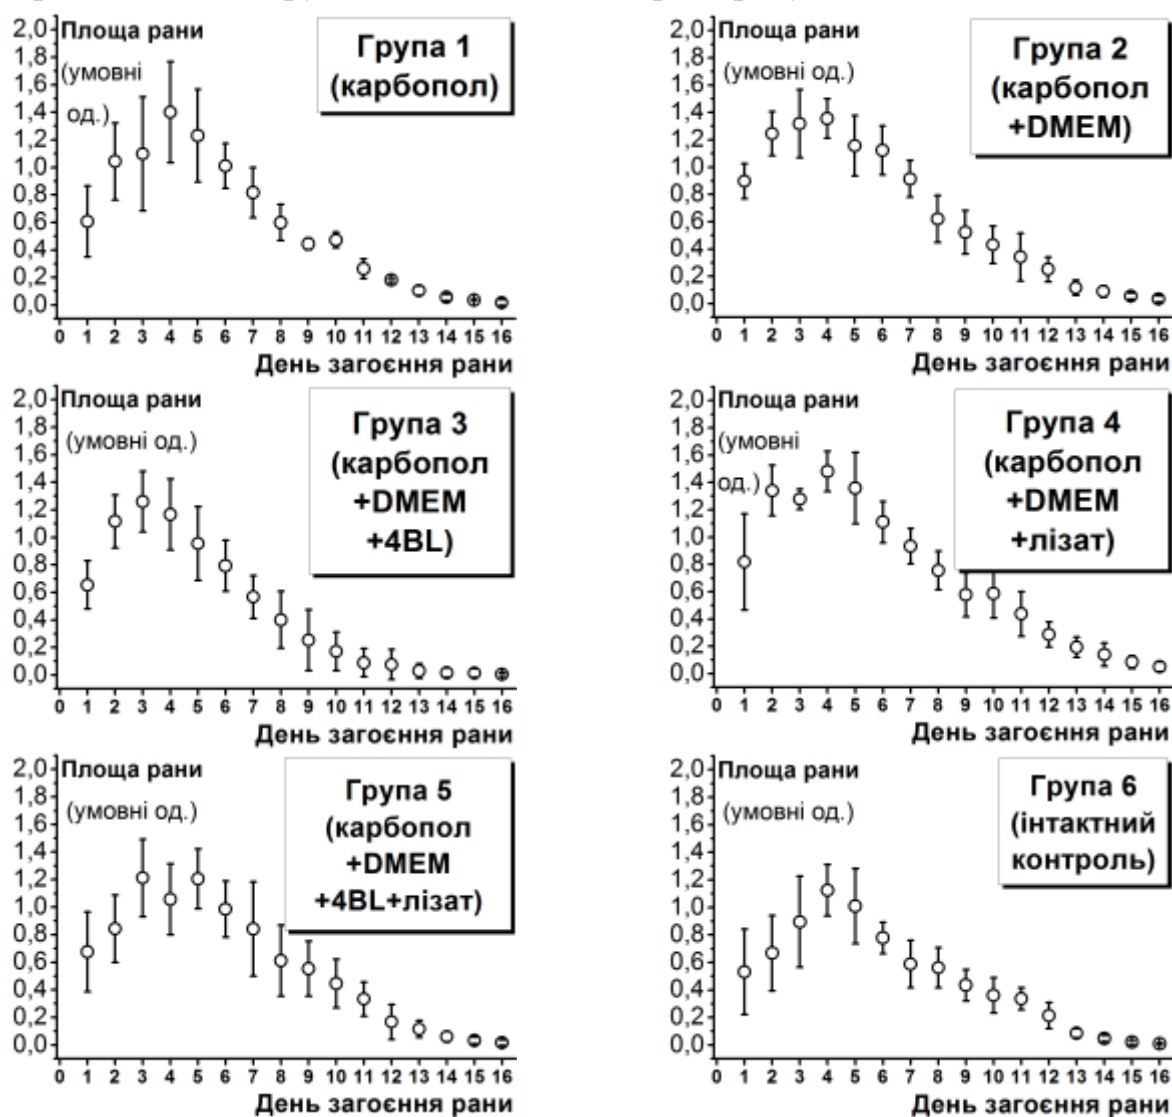 2,0 Площа рани
1,8 (умовні
1,6 од.)
1,4
1,2
1,0
0,8
0,6
0,4
0,2
0,0
Група 1
(карбопол)
0 1 2 3 4 5 6 7 8 9 10 11 12 13 14 15 16
День загоєння рани
2,0 Площа рани
1,8 (умовні од.)
1,6
1,4
1,2
1,0
0,8
0,6
0,4
0,2
0,0
Група 2
(карбопол
+DMEM)
0 1 2 3 4 5 6 7 8 9 10 11 12 13 14 15 16
День загоєння рани
2,0 Площа рани
1,8 (умовні од.)
1,6
1,4
1,2
1,0
0,8
0,6
0,4
0,2
0,0
Група 3
(карбопол
+DMEM
+4BL)
0 1 2 3 4 5 6 7 8 9 10 11 12 13 14 15 16
День загоєння рани
2,0 Площа рани
1,8 (умовні
1,6 од.)
1,4
1,2
1,0
0,8
0,6
0,4
0,2
0,0
Група 4
(карбопол
+DMEM
+лізат)
0 1 2 3 4 5 6 7 8 9 10 11 12 13 14 15 16
День загоєння рани
2,0 Площа рани
1,8 (умовні од.)
1,6
1,4
1,2
1,0
0,8
0,6
0,4
0,2
0,0
Група 5
(карбопол
+DMEM
+4BL+лізат)
0 1 2 3 4 5 6 7 8 9 10 11 12 13 14 15 16
День загоєння рани
2,0 Площа рани
1,8 (умовні од.)
1,6
1,4
1,2
1,0
0,8
0,6
0,4
0,2
0,0
Група 6
(інтактний
контроль)
0 1 2 3 4 5 6 7 8 9 10 11 12 13 14 15 16
День загоєння рани